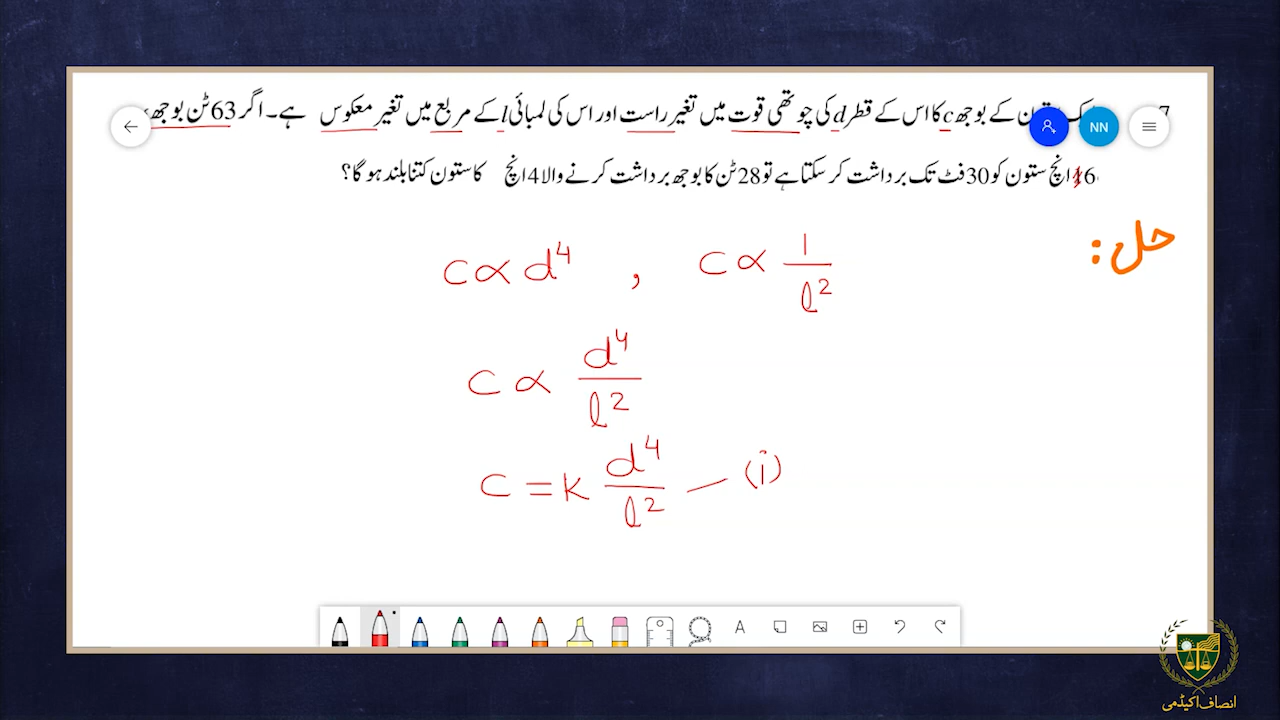 7
ستون کے بوجھ c کا اس کے قطر d کی چوتھی قوت میں تغیر راست اور اس کی لمبائی l کے مربع میں تغیر معکوس ہے۔ اگر 63 ٹن بوجھ
6 انچ ستون کو 30 فٹ تک برداشت کر سکتا ہے تو 28 ٹن کا بوجھ برداشت کرنے والا 4 انچ کا ستون کتنا بلند ہو گا؟
حل:
C ∝ d⁴ , C ∝ 1/l²
C ∝ d⁴/l²
C = K d⁴/l² — (i)
NN
A
انصاف اکیڈمی